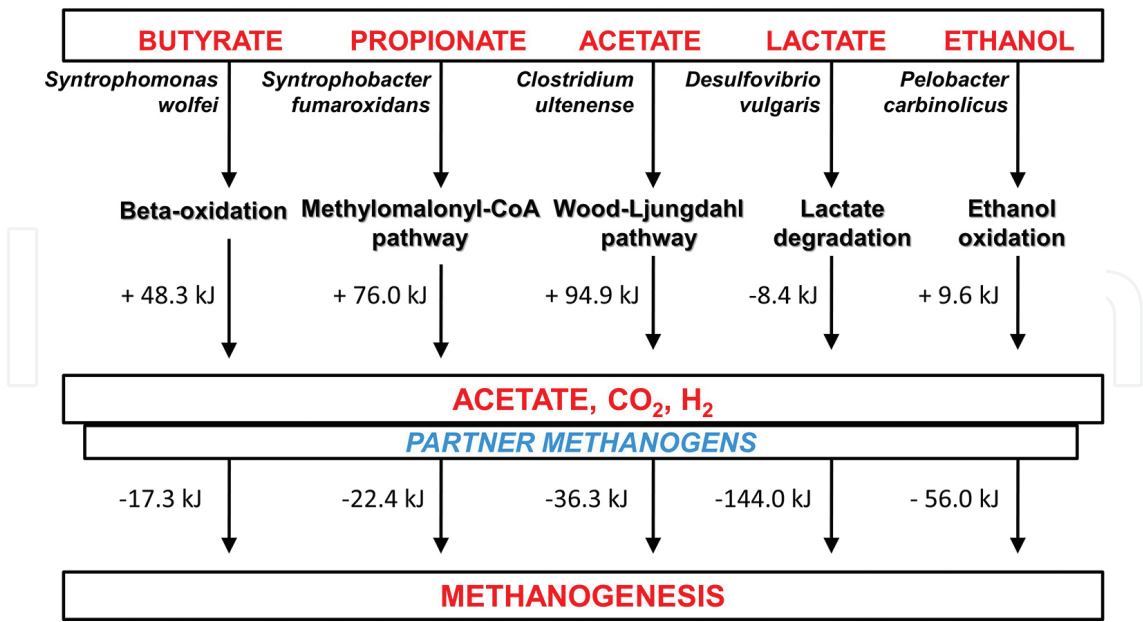 BUTYRATE PROPIONATE ACETATE LACTATE ETHANOL
Syntrophomonas Syntrophobacter Clostridium Desulfovibrio Pelobacter
wolfei fumaroxidans ultenense vulgaris carbinolicus
Beta-oxidation Methylomalonyl-CoA Wood-Ljungdahl Lactate Ethanol
pathway pathway degradation oxidation
+ 48.3 kJ + 76.0 kJ + 94.9 kJ -8.4 kJ + 9.6 kJ
ACETATE, CO₂, H₂
PARTNER METHANOGENS
-17.3 kJ -22.4 kJ -36.3 kJ -144.0 kJ - 56.0 kJ
METHANOGENESIS